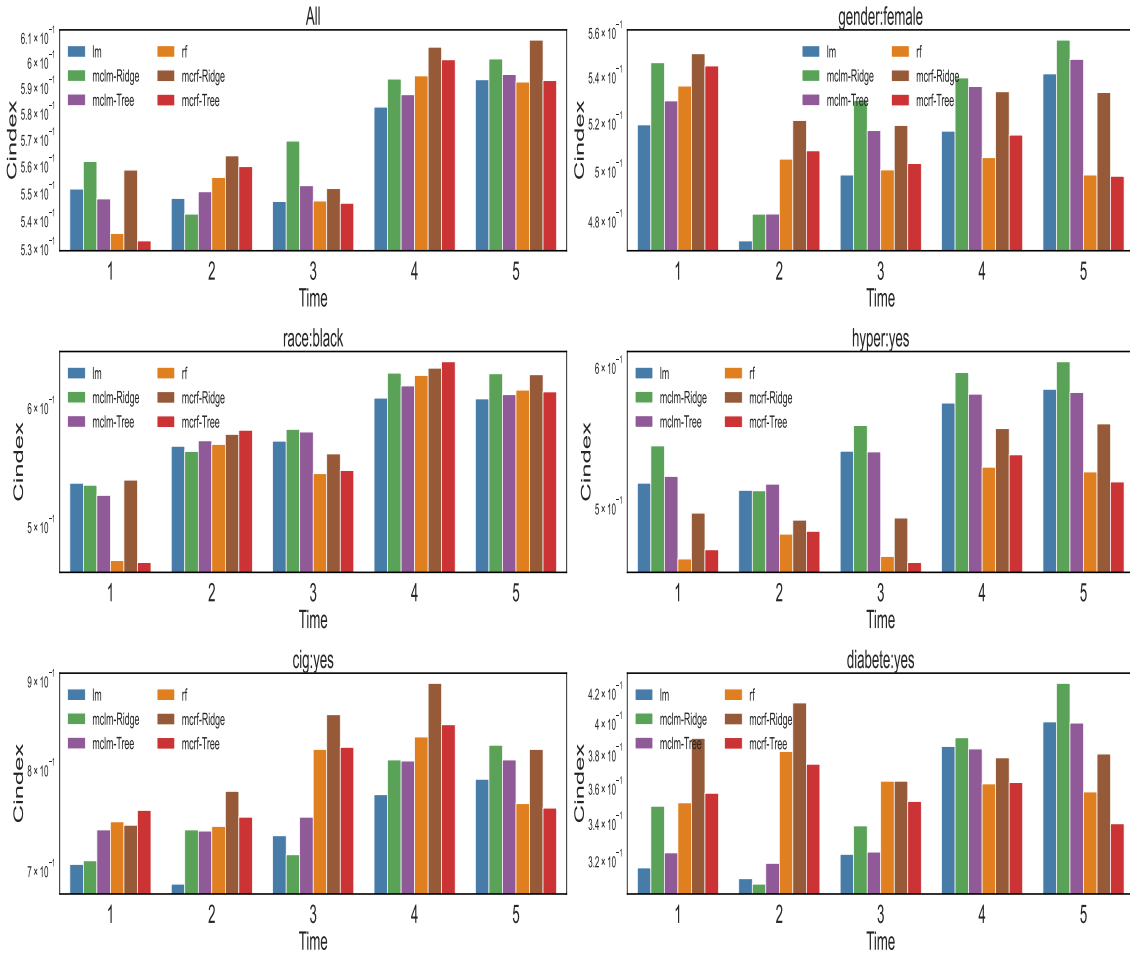 All
6.1 × 10⁻¹
6 × 10⁻¹
5.9 × 10⁻¹
5.8 × 10⁻¹
5.7 × 10⁻¹
5.6 × 10⁻¹
5.5 × 10⁻¹
5.4 × 10⁻¹
5.3 × 10⁻¹
Cindex
lm rf
mclm-Ridge mcrf-Ridge
mclm-Tree mcrf-Tree
1 2 3 4 5
Time
gender:female
5.6 × 10⁻¹
5.4 × 10⁻¹
5.2 × 10⁻¹
5 × 10⁻¹
4.8 × 10⁻¹
Cindex
lm rf
mclm-Ridge mcrf-Ridge
mclm-Tree mcrf-Tree
1 2 3 4 5
Time
race:black
6 × 10⁻¹
5 × 10⁻¹
Cindex
lm rf
mclm-Ridge mcrf-Ridge
mclm-Tree mcrf-Tree
1 2 3 4 5
Time
hyper:yes
6 × 10⁻¹
5 × 10⁻¹
Cindex
lm rf
mclm-Ridge mcrf-Ridge
mclm-Tree mcrf-Tree
1 2 3 4 5
Time
cig:yes
9 × 10⁻¹
8 × 10⁻¹
7 × 10⁻¹
Cindex
lm rf
mclm-Ridge mcrf-Ridge
mclm-Tree mcrf-Tree
1 2 3 4 5
Time
diabete:yes
4.2 × 10⁻¹
4 × 10⁻¹
3.8 × 10⁻¹
3.6 × 10⁻¹
3.4 × 10⁻¹
3.2 × 10⁻¹
Cindex
lm rf
mclm-Ridge mcrf-Ridge
mclm-Tree mcrf-Tree
1 2 3 4 5
Time